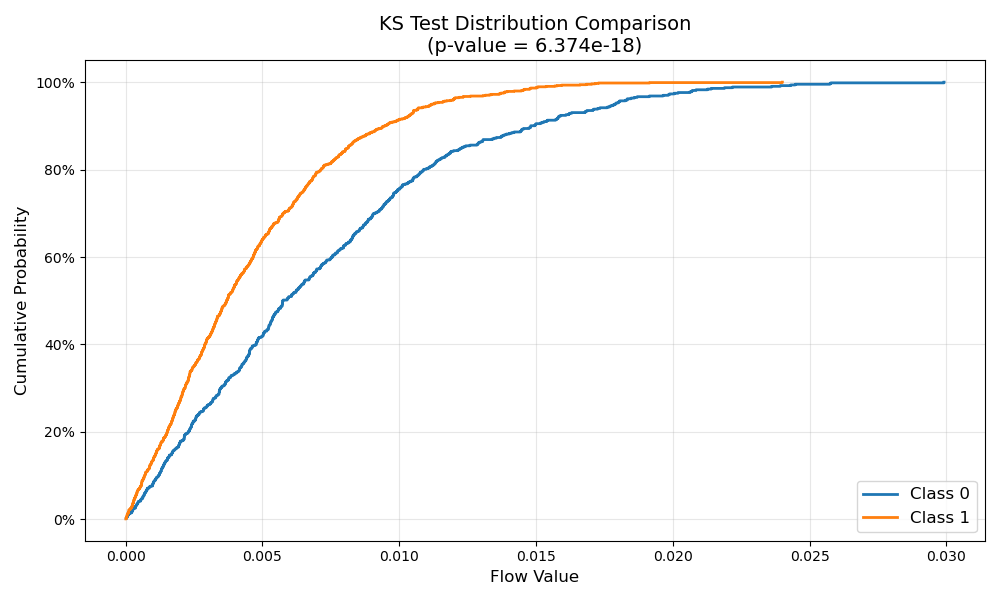 KS Test Distribution Comparison
(p-value = 6.374e-18)
Cumulative Probability
100%
80%
60%
40%
20%
0%
0.000
0.005
0.010
0.015
0.020
0.025
0.030
Flow Value
Class 0
Class 1